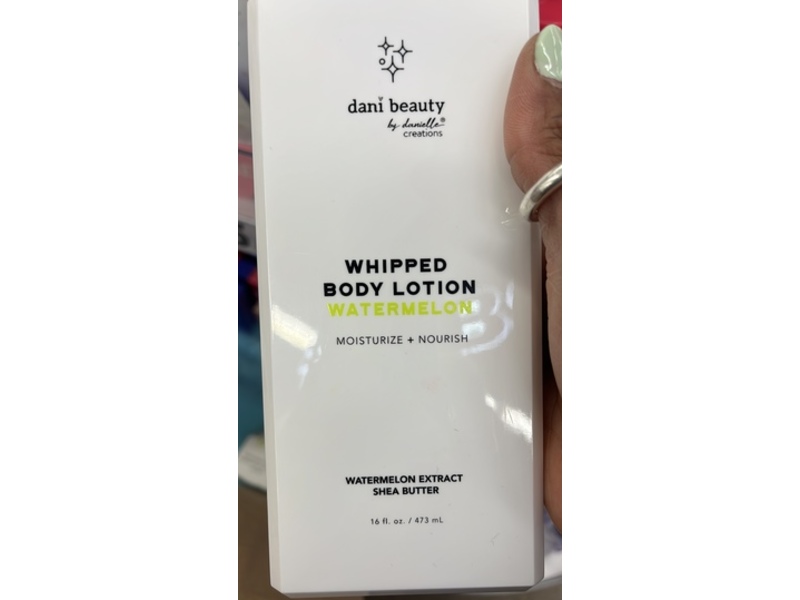 dani beauty
by danielle®
creations
WHIPPED
BODY LOTION
WATERMELON
MOISTURIZE + NOURISH
WATERMELON EXTRACT
SHEA BUTTER
16 fl. oz. / 473 mL